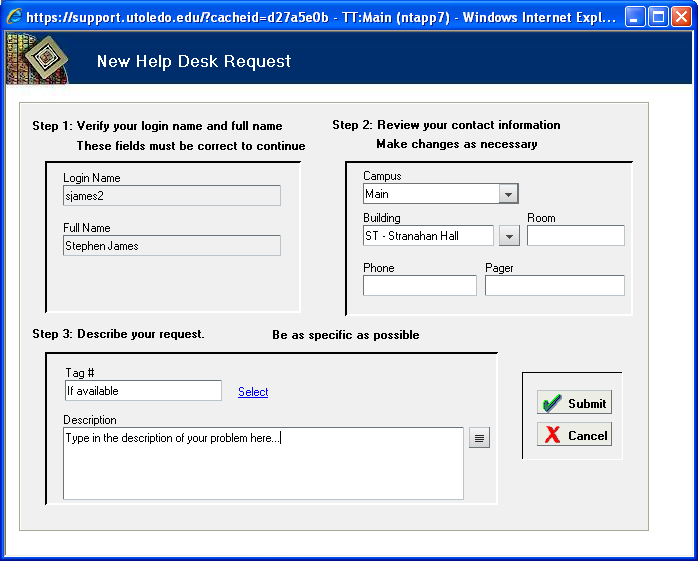 https://support.utoledo.edu/?cacheid=d27a5e0b - TT:Main (ntapp7) - Windows Internet Expl...
New Help Desk Request
Step 1: Verify your login name and full name
These fields must be correct to continue
Login Name
sjames2
Full Name
Stephen James
Step 2: Review your contact information
Make changes as necessary
Campus
Main
Building
Room
ST - Stranahan Hall
Phone
Pager
Step 3: Describe your request.
Be as specific as possible
Tag #
If available
Select
Description
Type in the description of your problem here...
Submit
Cancel